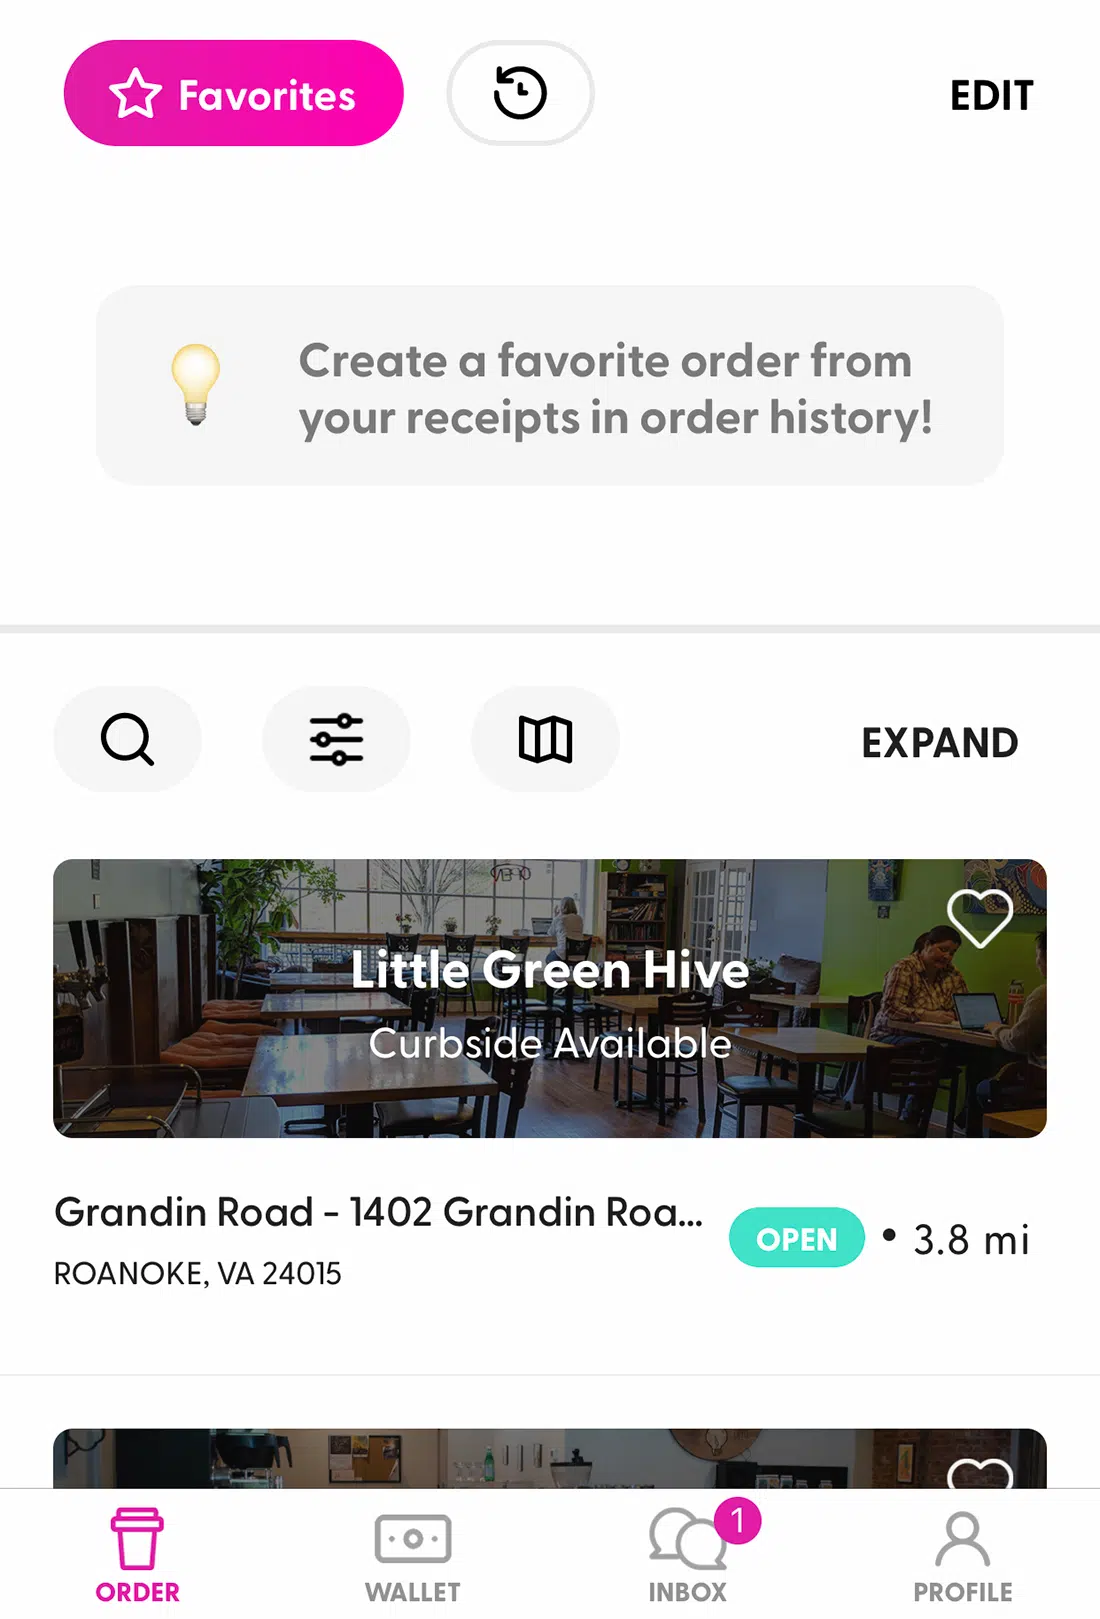 Favorites
EDIT
Create a favorite order from
your receipts in order history!
EXPAND
OPEN
Little Green Hive
Curbside Available
Grandin Road - 1402 Grandin Roa...
OPEN • 3.8 mi
ROANOKE, VA 24015
1
ORDER
WALLET
INBOX
PROFILE